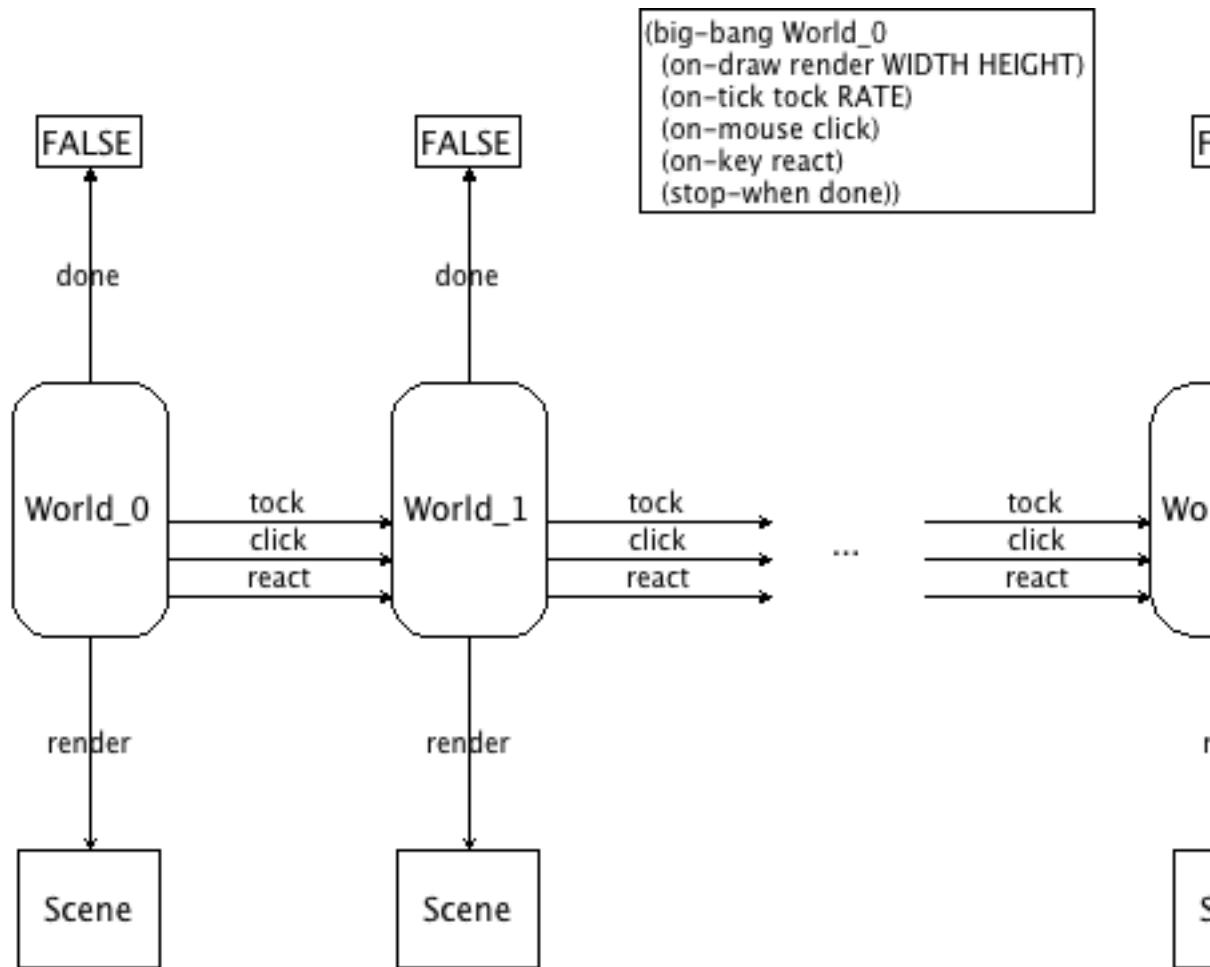 (big-bang World_0
(on-draw render WIDTH HEIGHT)
(on-tick tock RATE)
(on-mouse click)
(on-key react)
(stop-when done))
FALSE
FALSE
done
done
World_0
tock
click
react
World_1
tock
click
react
...
tock
click
react
render
render
Scene
Scene